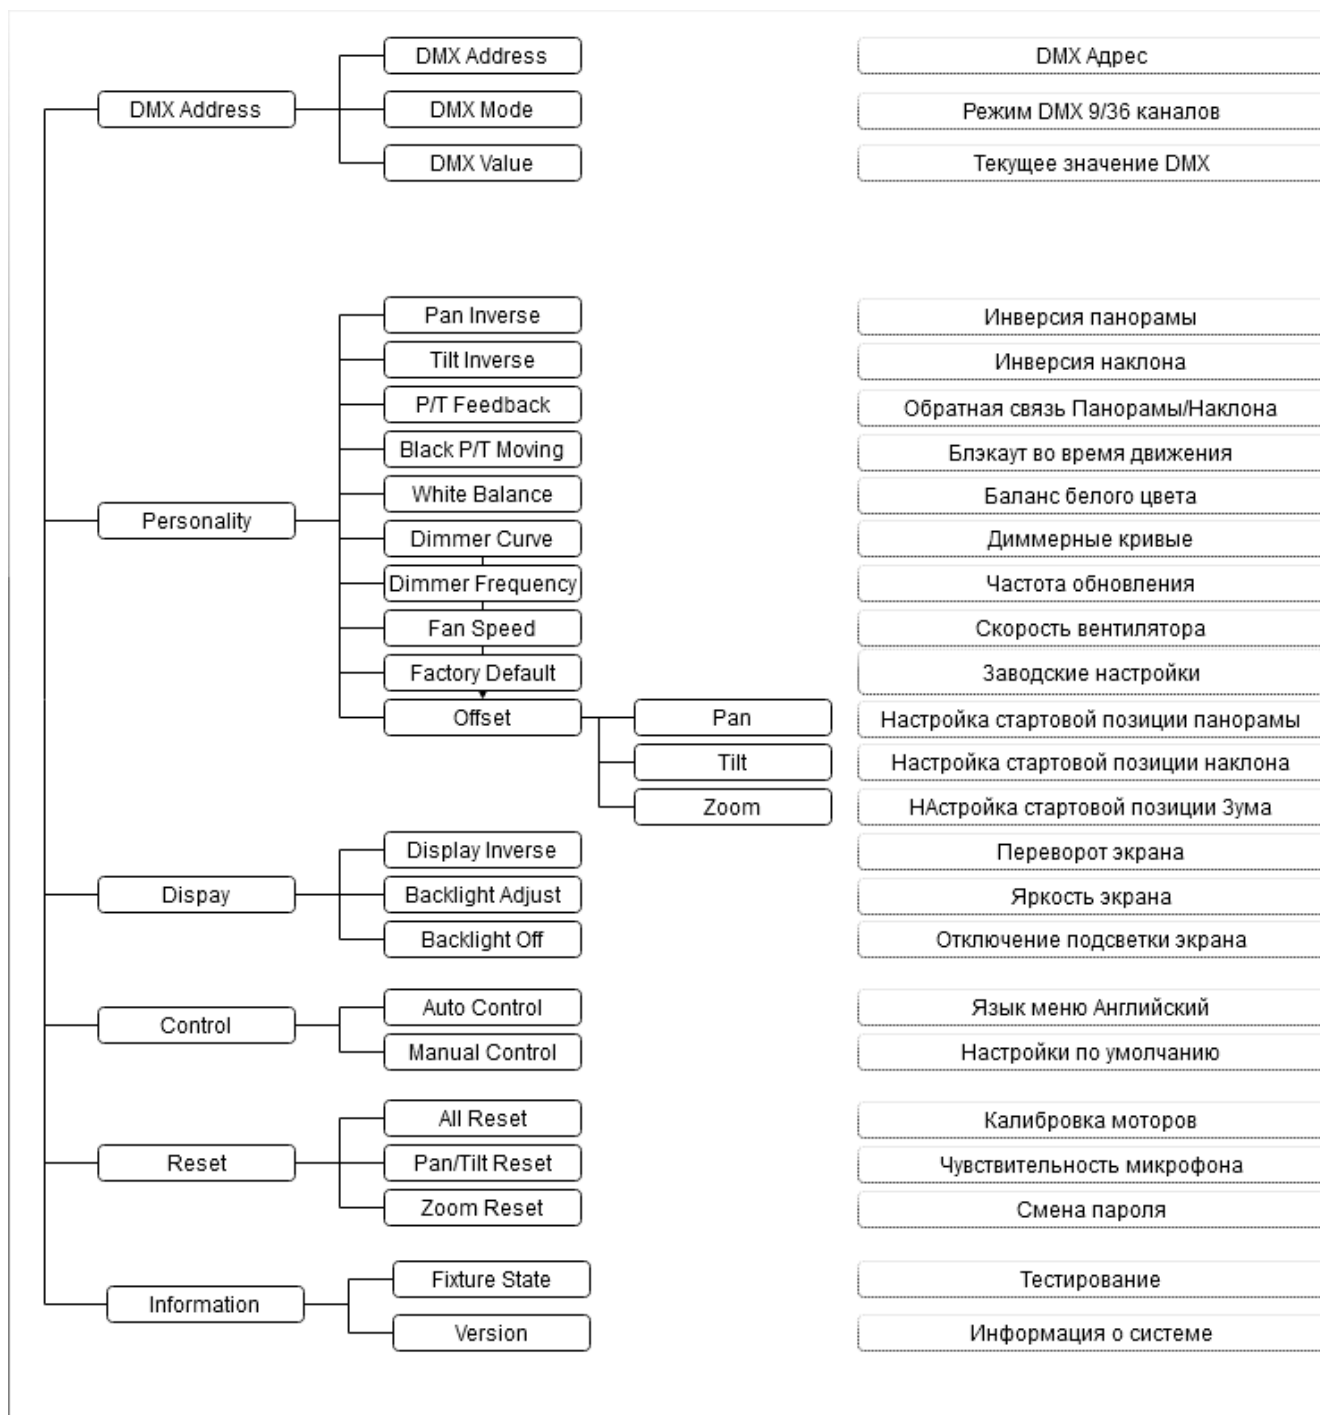 DMX Address
DMX Address
DMX Адрес
DMX Mode
Режим DMX 9/36 каналов
DMX Value
Текущее значение DMX
Personality
Pan Inverse
Инверсия панорамы
Tilt Inverse
Инверсия наклона
P/T Feedback
Обратная связь Панорамы/Наклона
Black P/T Moving
Блэкаут во время движения
White Balance
Баланс белого цвета
Dimmer Curve
Диммерные кривые
Dimmer Frequency
Частота обновления
Fan Speed
Скорость вентилятора
Factory Default
Заводские настройки
Offset
Pan
Настройка стартовой позиции панорамы
Tilt
Настройка стартовой позиции наклона
Zoom
НАстройка стартовой позиции Зума
Dispay
Display Inverse
Переворот экрана
Backlight Adjust
Яркость экрана
Backlight Off
Отключение подсветки экрана
Control
Auto Control
Язык меню Английский
Manual Control
Настройки по умолчанию
Reset
All Reset
Калибровка моторов
Pan/Tilt Reset
Чувствительность микрофона
Zoom Reset
Смена пароля
Information
Fixture State
Тестирование
Version
Информация о системе